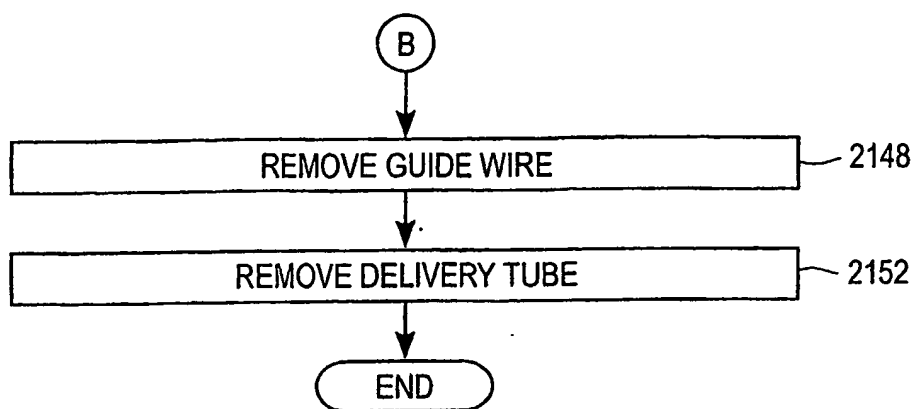 B
REMOVE GUIDE WIRE
2148
REMOVE DELIVERY TUBE
2152
END